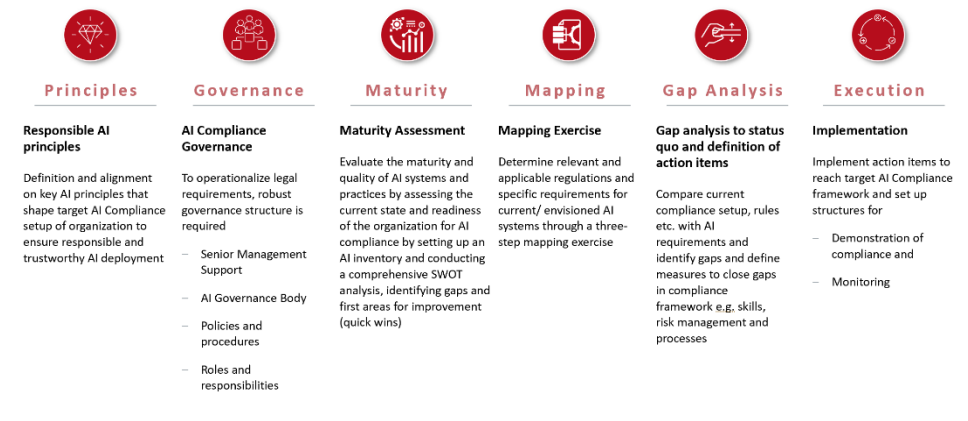 Principles
Responsible AI
principles
Definition and alignment
on key AI principles that
shape target AI Compliance
setup of organization to
ensure responsible and
trustworthy AI deployment
Governance
AI Compliance
Governance
To operationalize legal
requirements, robust
governance structure is
required
– Senior Management
Support
– AI Governance Body
– Policies and
procedures
– Roles and
responsibilities
Maturity
Maturity Assessment
Evaluate the maturity and
quality of AI systems and
practices by assessing the
current state and readiness
of the organization for AI
compliance by setting up an
AI inventory and conducting
a comprehensive SWOT
analysis, identifying gaps and
first areas for improvement
(quick wins)
Mapping
Mapping Exercise
Determine relevant and
applicable regulations and
specific requirements for
current/ envisioned AI
systems through a three-
step mapping exercise
Gap Analysis
Gap analysis to status
quo and definition of
action items
Compare current
compliance setup, rules
etc. with AI
requirements and
identify gaps and define
measures to close gaps
in compliance
framework e.g. skills,
risk management and
processes
Execution
Implementation
Implement action items to
reach target AI Compliance
framework and set up
structures for
– Demonstration of
compliance and
– Monitoring